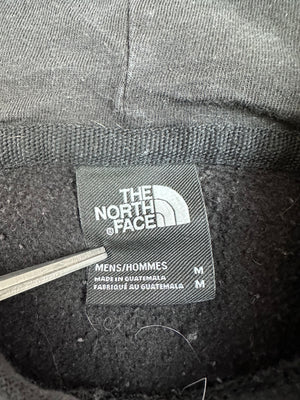 THE
NORTH
FACE
®
MENS/HOMMES M
MADE IN GUATEMALA
FABRIQUÉ AU GUATEMALA M